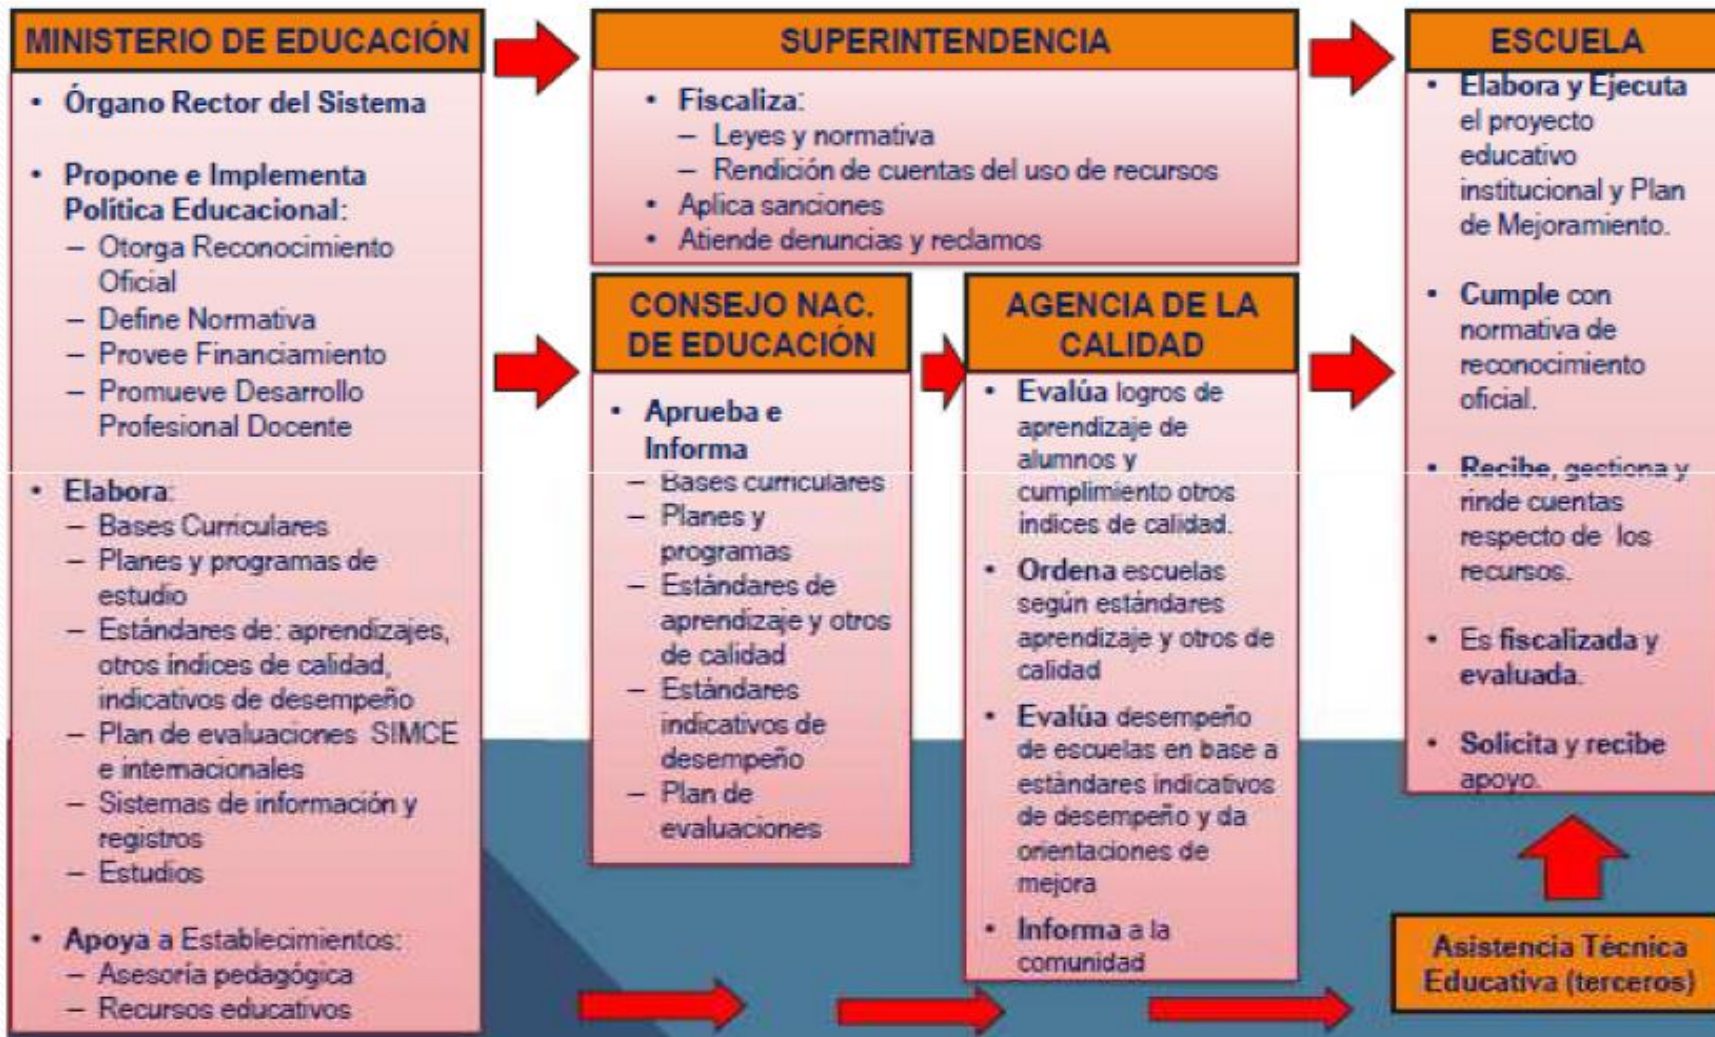 MINISTERIO DE EDUCACIÓN
• Órgano Rector del Sistema
• Propone e Implementa
Política Educacional:
– Otorga Reconocimiento
Oficial
– Define Normativa
– Provee Financiamiento
– Promueve Desarrollo
Profesional Docente
• Elabora:
– Bases Curriculares
– Planes y programas de
estudio
– Estándares de: aprendizajes,
otros índices de calidad,
indicativos de desempeño
– Plan de evaluaciones SIMCE
e internacionales
– Sistemas de información y
registros
– Estudios
• Apoya a Establecimientos:
– Asesoría pedagógica
– Recursos educativos
SUPERINTENDENCIA
• Fiscaliza:
– Leyes y normativa
– Rendición de cuentas del uso de recursos
• Aplica sanciones
• Atiende denuncias y reclamos
CONSEJO NAC.
DE EDUCACIÓN
• Aprueba e
Informa
– Bases curriculares
– Planes y
programas
– Estándares de
aprendizaje y otros
de calidad
– Estándares
indicativos de
desempeño
– Plan de
evaluaciones
AGENCIA DE LA
CALIDAD
• Evalúa logros de
aprendizaje de
alumnos y
cumplimiento otros
índices de calidad.
• Ordena escuelas
según estándares
aprendizaje y otros de
calidad
• Evalúa desempeño
de escuelas en base a
estándares indicativos
de desempeño y da
orientaciones de
mejora
• Informa a la
comunidad
ESCUELA
• Elabora y Ejecuta
el proyecto
educativo
institucional y Plan
de Mejoramiento.
• Cumple con
normativa de
reconocimiento
oficial.
• Recibe, gestiona y
rinde cuentas
respecto de los
recursos.
• Es fiscalizada y
evaluada.
• Solicita y recibe
apoyo.
Asistencia Técnica
Educativa (terceros)